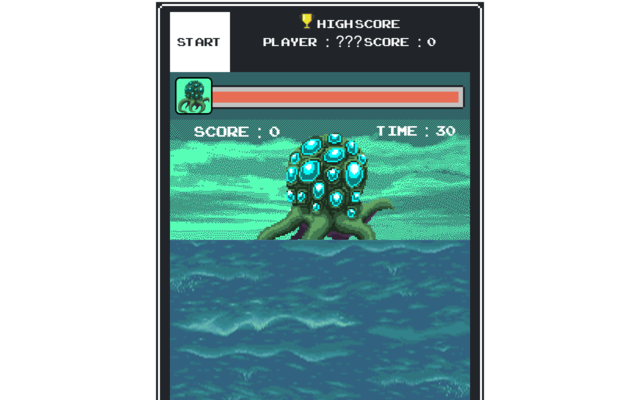 HIGHSCORE
START
PLAYER : ???SCORE : 0
SCORE : 0
TIME : 30